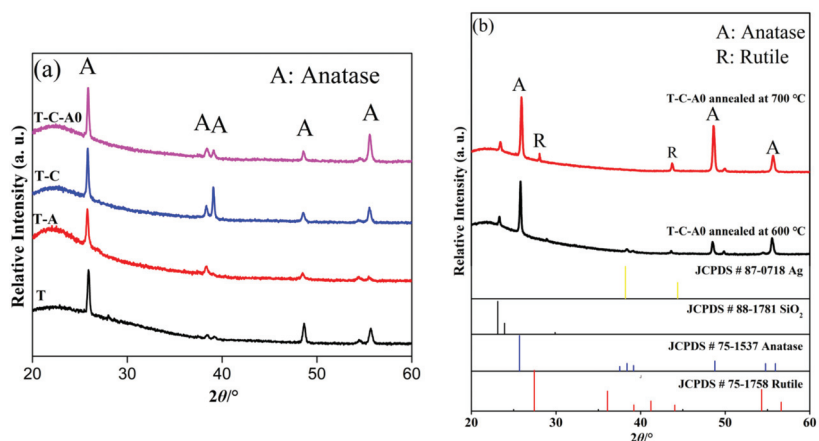 (a)
A
A: Anatase
T-C-A0
A A
A
A
T-C
T-A
T
Relative Intensity (a. u.)
20
30
40
50
60
2θ/°
(b)
A: Anatase
R: Rutile
A
T-C-A0 annealed at 700 °C
A
R
R
A
T-C-A0 annealed at 600 °C
JCPDS # 87-0718 Ag
JCPDS # 88-1781 SiO₂
JCPDS # 75-1537 Anatase
JCPDS # 75-1758 Rutile
Relative Intensity (a. u.)
20
30
40
50
60
2θ/°